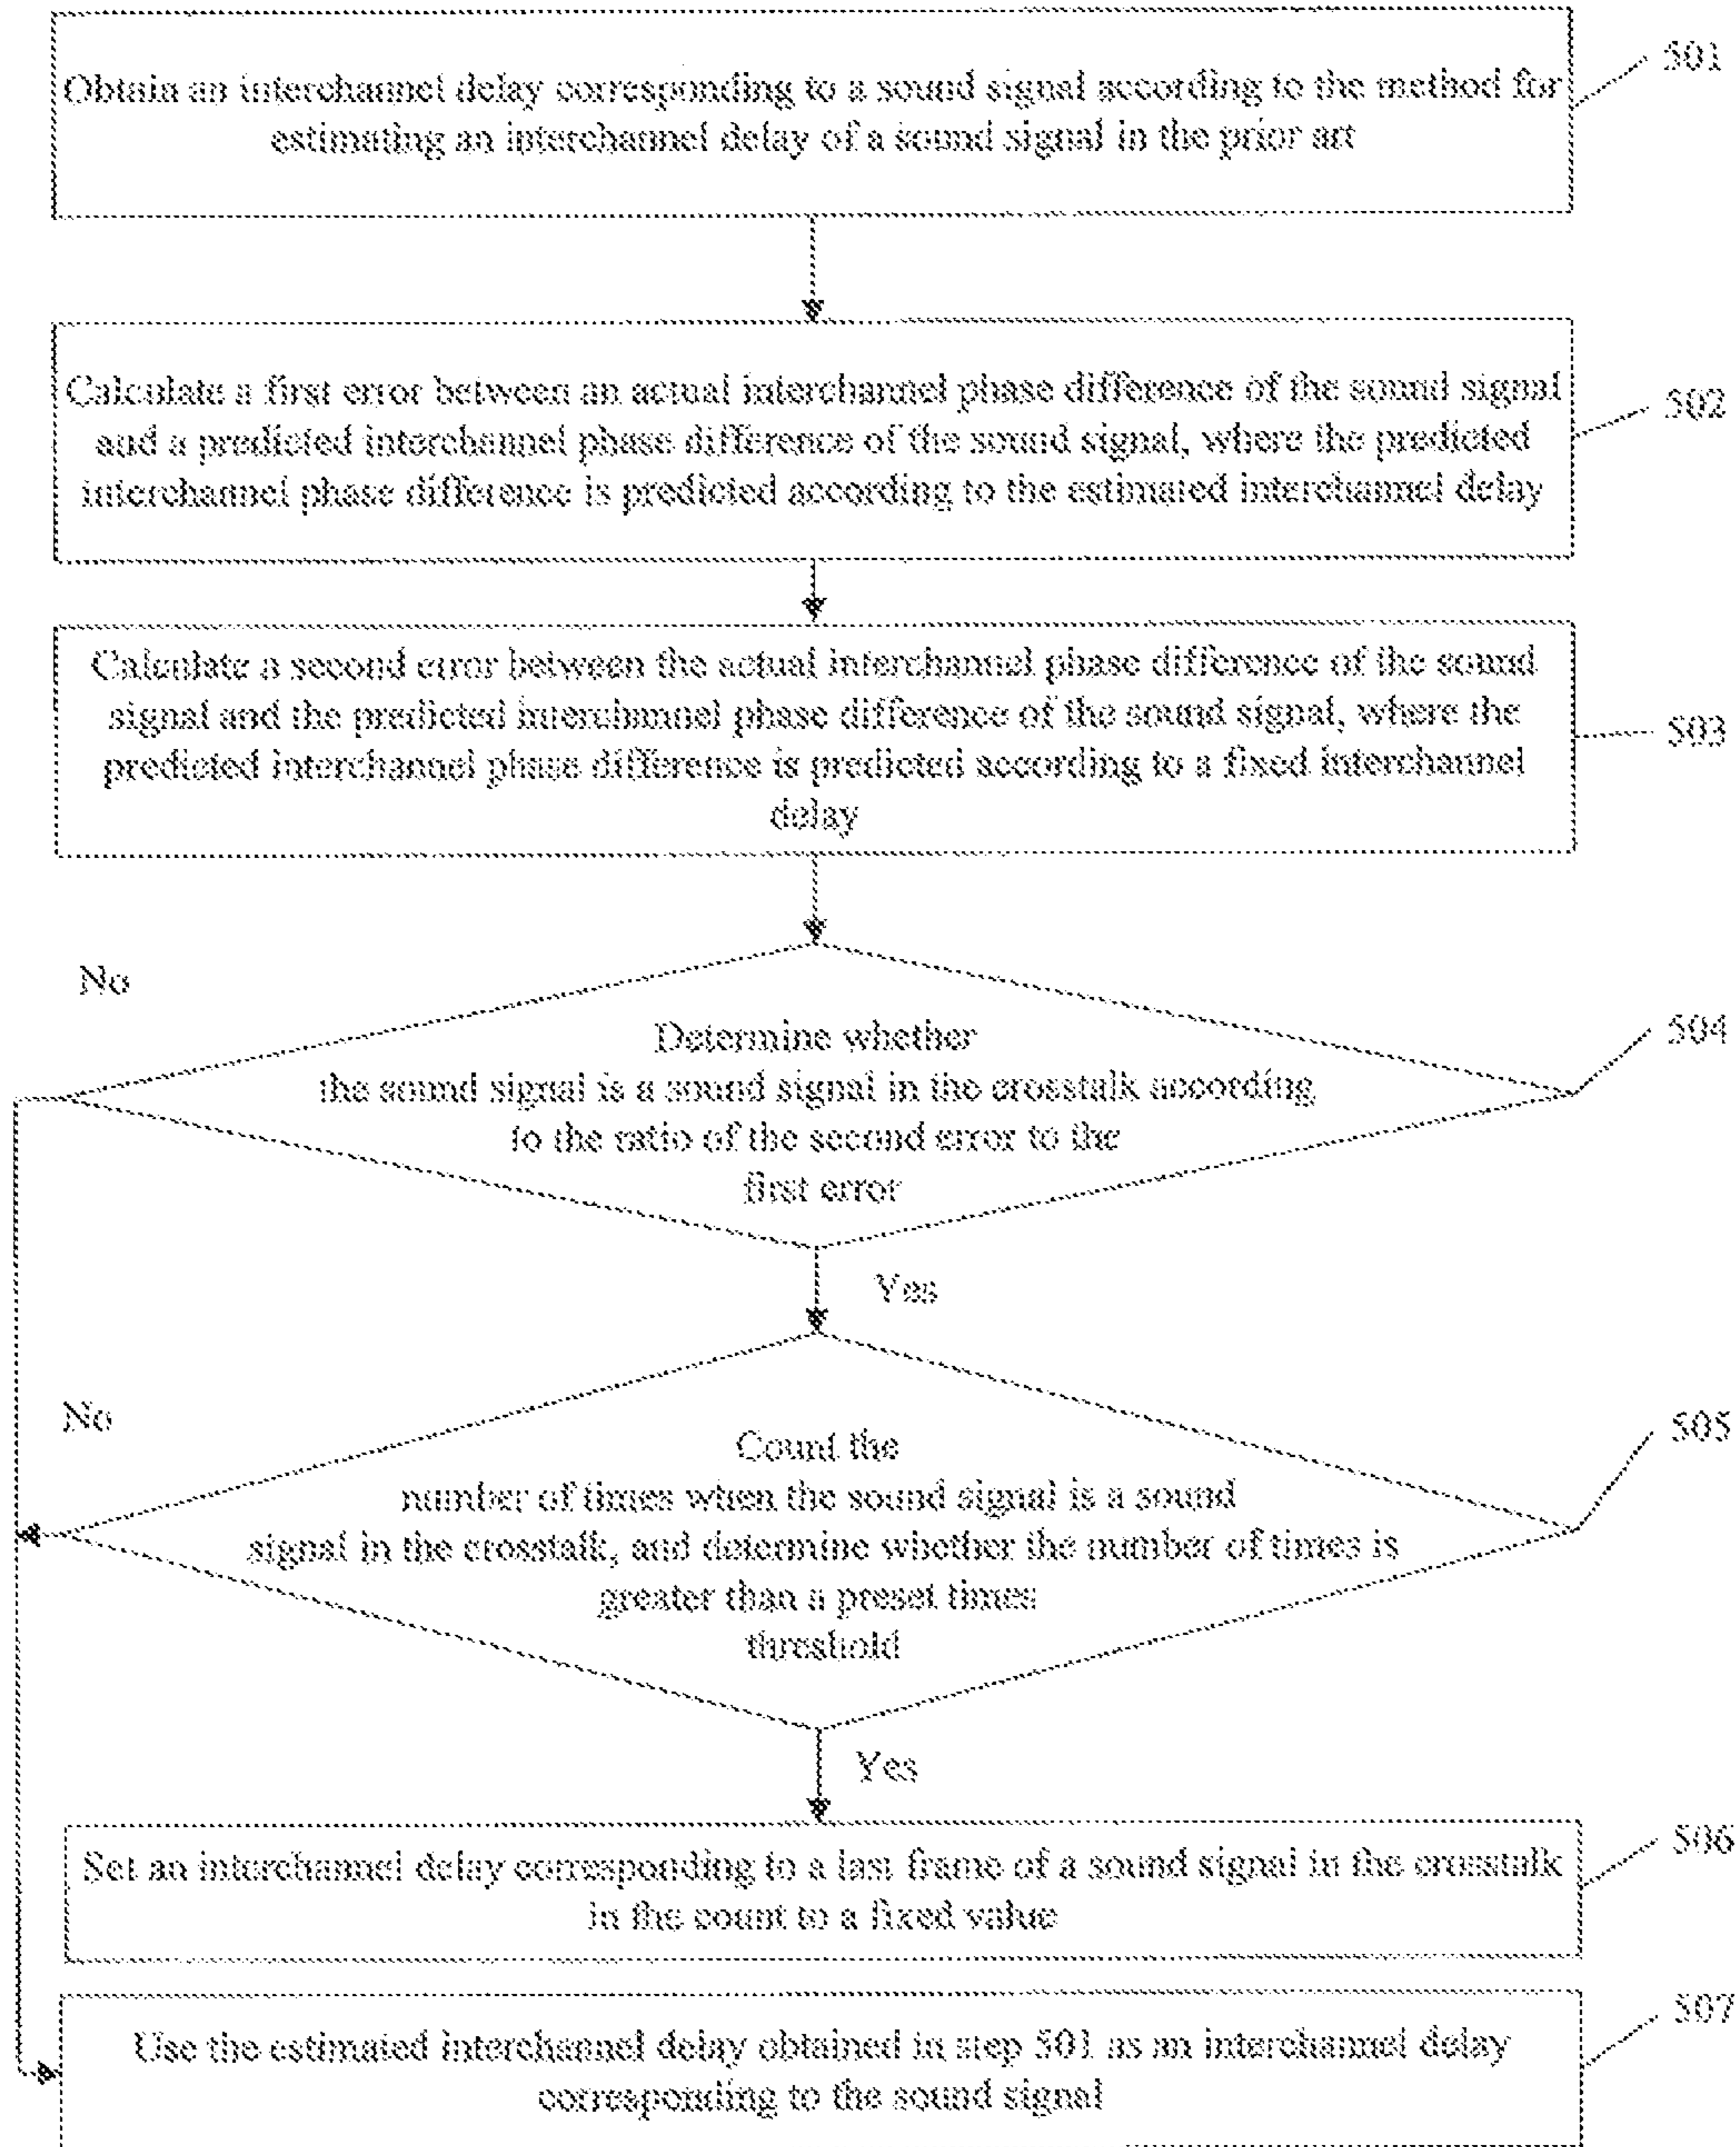 Obtain an interchannel delay corresponding to a sound signal according to the method for
estimating an interchannel delay of a sound signal in the prior art
501
Calculate a first error between an actual interchannel phase difference of the sound signal
and a predicted interchannel phase difference of the sound signal, where the predicted
interchannel phase difference is predicted according to the estimated interchannel delay
502
Calculate a second error between the actual interchannel phase difference of the sound
signal and the predicted interchannel phase difference of the sound signal, where the
predicted interchannel phase difference is predicted according to a fixed interchannel
delay
503
No
Determine whether
the sound signal is a sound signal in the crosstalk according
to the ratio of the second error to the
first error
504
Yes
No
Count the
number of times when the sound signal is a sound
signal in the crosstalk, and determine whether the number of times is
greater than a preset times
threshold
505
Yes
Set an interchannel delay corresponding to a last frame of a sound signal in the crosstalk
in the count to a fixed value
506
Use the estimated interchannel delay obtained in step 501 as an interchannel delay
corresponding to the sound signal
507